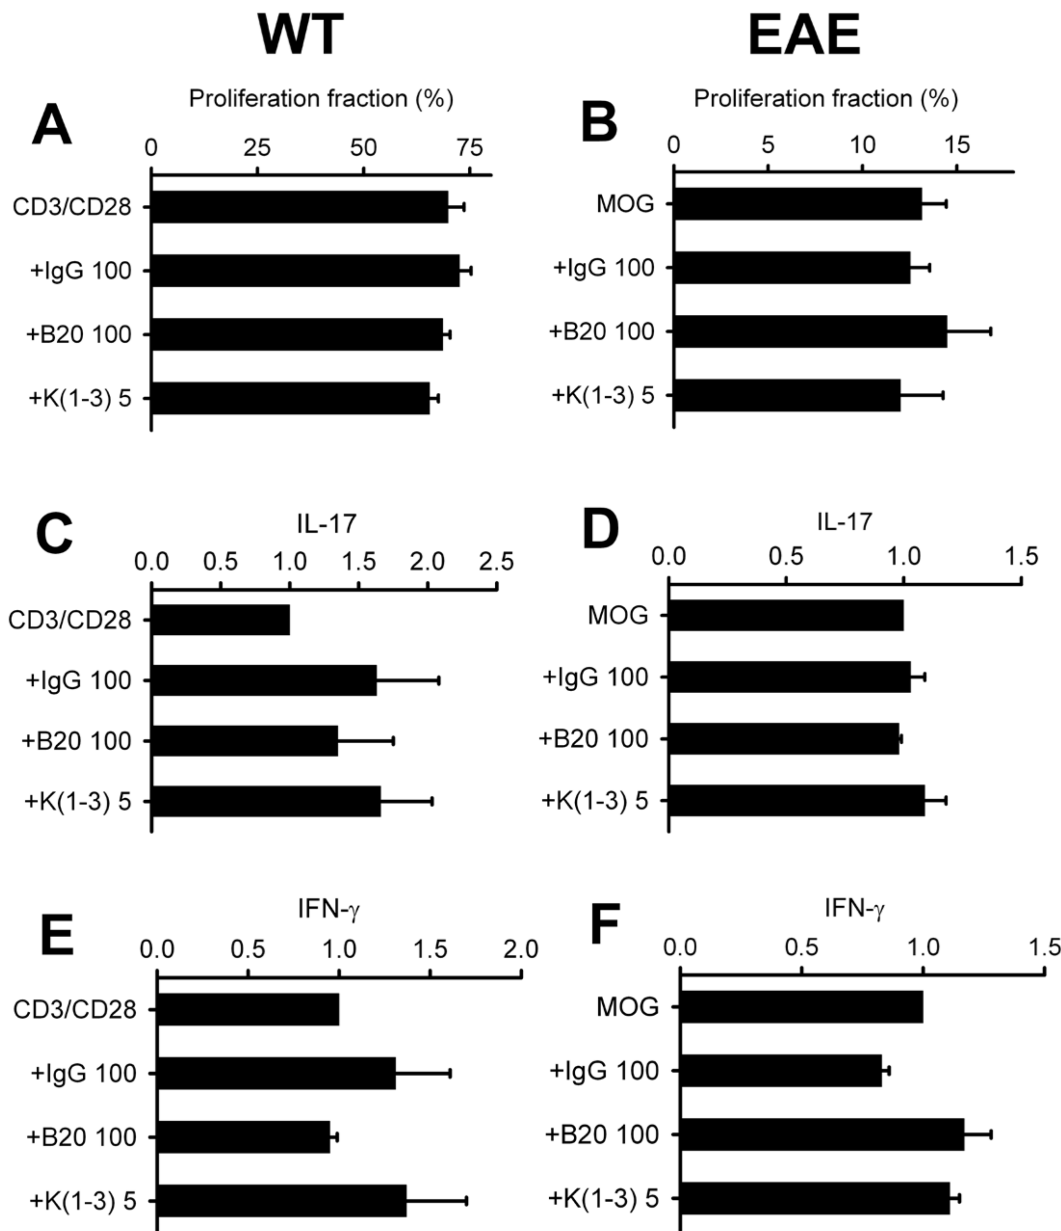 WT
EAE
A
Proliferation fraction (%)
0 25 50 75
CD3/CD28
+IgG 100
+B20 100
+K(1-3) 5
B
Proliferation fraction (%)
0 5 10 15
MOG
+IgG 100
+B20 100
+K(1-3) 5
C
IL-17
0.0 0.5 1.0 1.5 2.0 2.5
CD3/CD28
+IgG 100
+B20 100
+K(1-3) 5
D
IL-17
0.0 0.5 1.0 1.5
MOG
+IgG 100
+B20 100
+K(1-3) 5
E
IFN-γ
0.0 0.5 1.0 1.5 2.0
CD3/CD28
+IgG 100
+B20 100
+K(1-3) 5
F
IFN-γ
0.0 0.5 1.0 1.5
MOG
+IgG 100
+B20 100
+K(1-3) 5